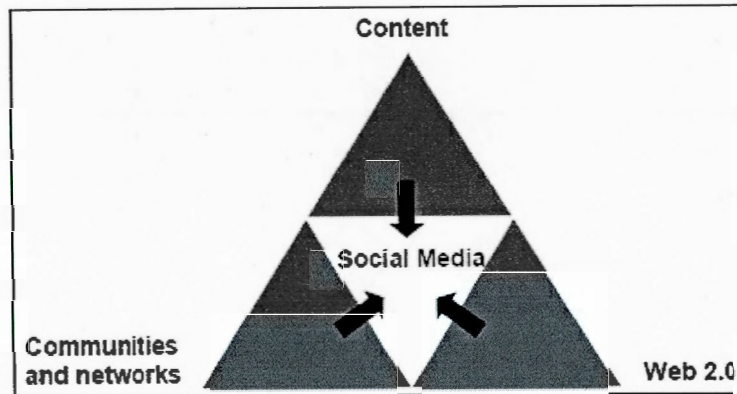 Content
Social Media
Communities
and networks
Web 2.0